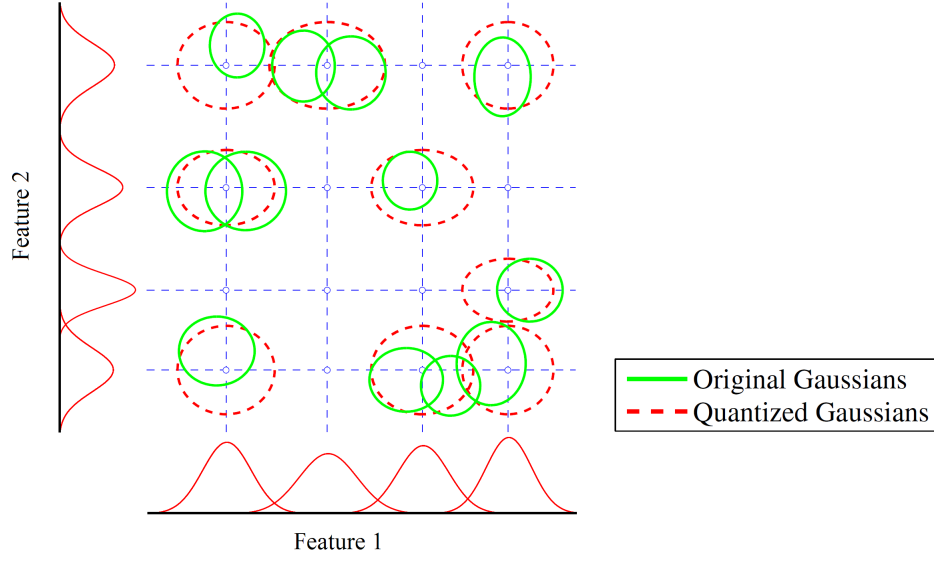 Feature 2
Original Gaussians
Quantized Gaussians
Feature 1